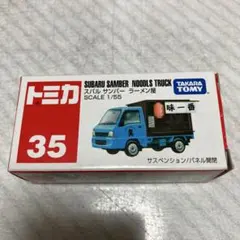 トミカ
SUBARU SAMBER NOODLS TRUCK
スバル サンバー ラーメン屋
SCALE 1/55
TAKARA
TOMY
35
味一番
サスペンション/パネル開閉